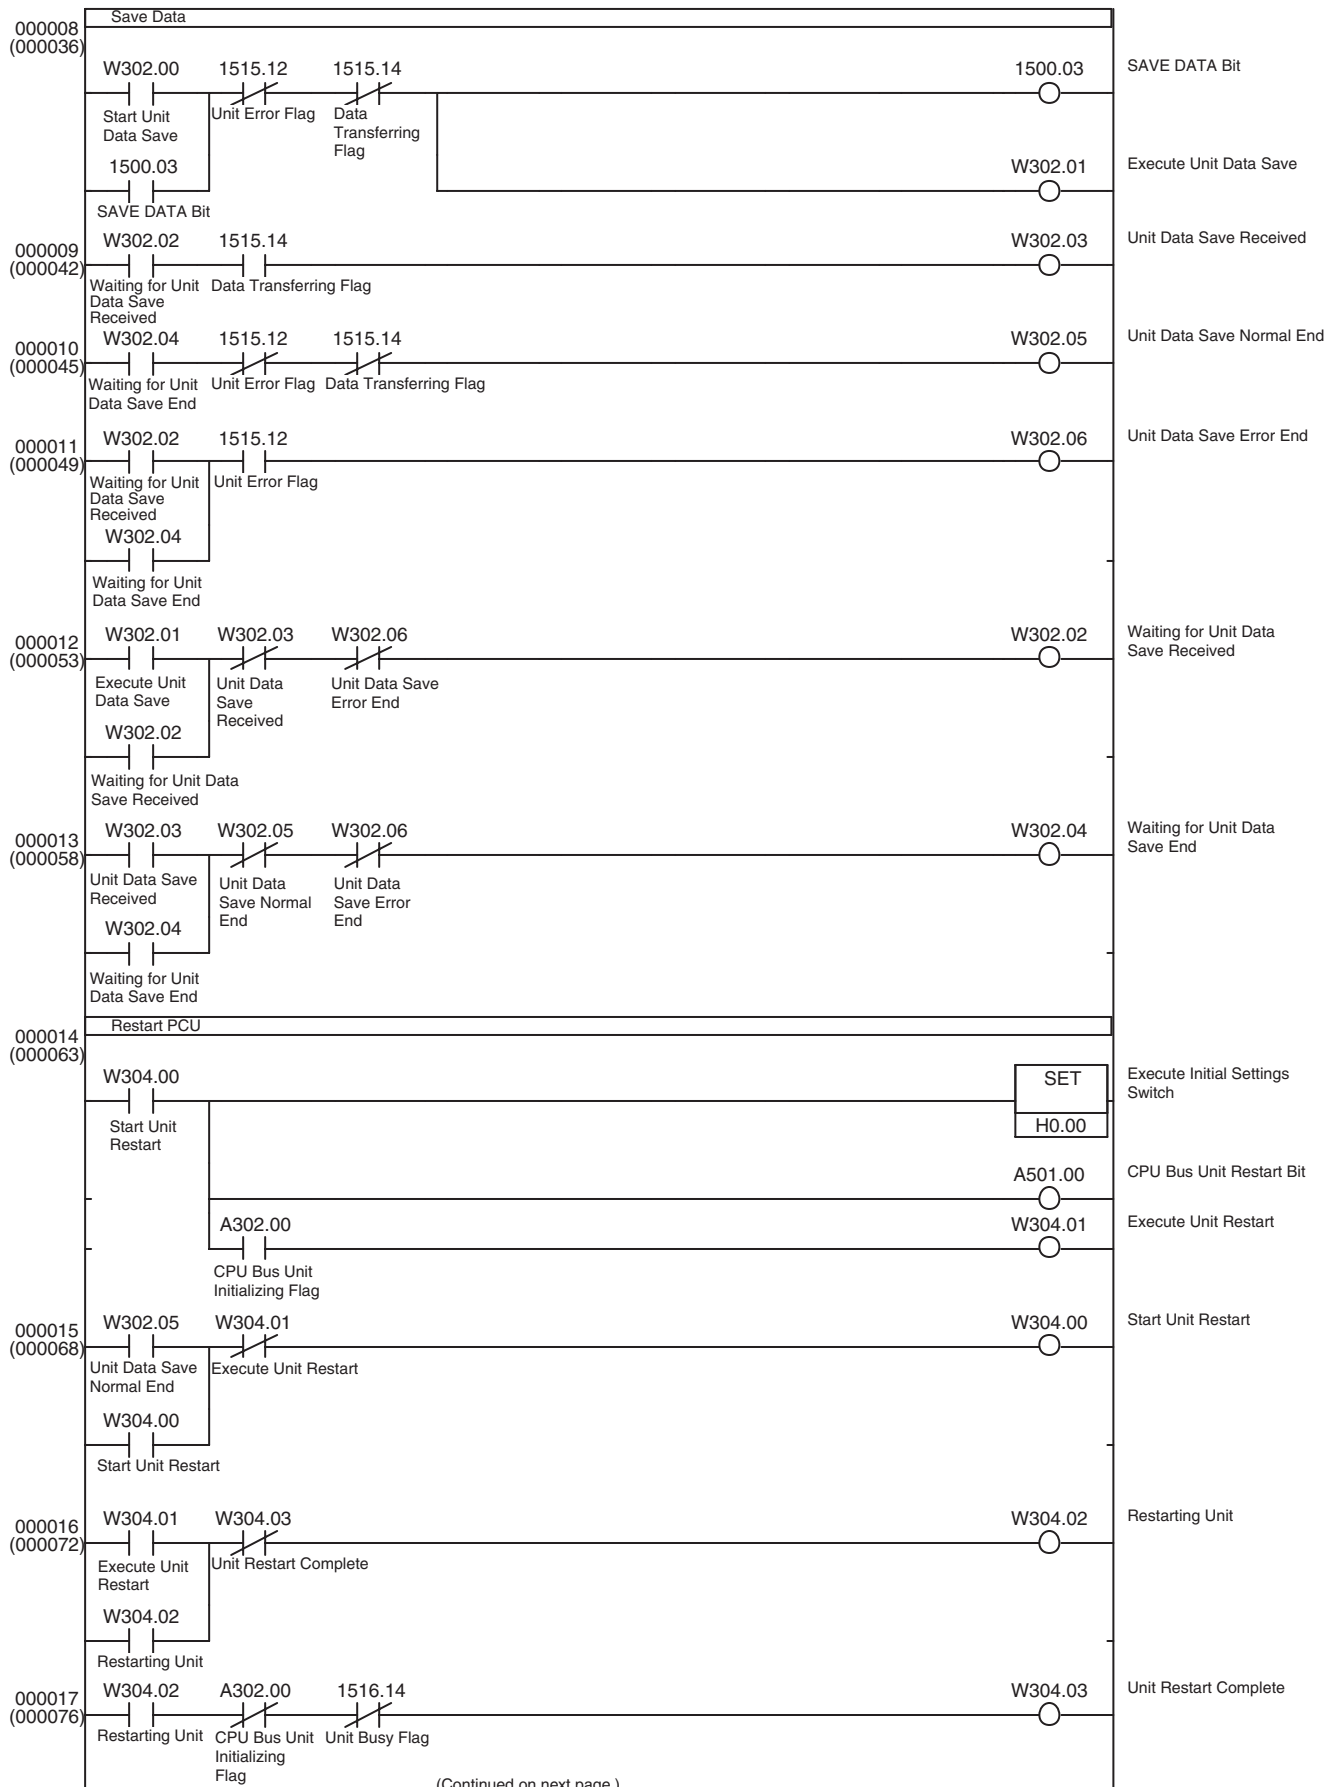 Save Data
000008
(000036)
W302.00 1515.12 1515.14 1500.03 SAVE DATA Bit
Start Unit Unit Error Flag Data
Data Save Transferring
Flag
1500.03 W302.01 Execute Unit Data Save
SAVE DATA Bit
000009
(000042)
W302.02 1515.14 W302.03 Unit Data Save Received
Waiting for Unit Data Transferring Flag
Data Save
Received
000010
(000045)
W302.04 1515.12 1515.14 W302.05 Unit Data Save Normal End
Waiting for Unit Unit Error Flag Data Transferring Flag
Data Save End
000011
(000049)
W302.02 1515.12 W302.06 Unit Data Save Error End
Waiting for Unit Unit Error Flag
Data Save
Received
W302.04
Waiting for Unit
Data Save End
000012
(000053)
W302.01 W302.03 W302.06 W302.02 Waiting for Unit Data
Save Received
Execute Unit Unit Data Unit Data Save
Data Save Save Error End
Received
W302.02
Waiting for Unit Data
Save Received
000013
(000058)
W302.03 W302.05 W302.06 W302.04 Waiting for Unit Data
Save End
Unit Data Save Unit Data Unit Data
Received Save Normal Save Error
End End
W302.04
Waiting for Unit
Data Save End
Restart PCU
000014
(000063)
W304.00 SET Execute Initial Settings
Switch
Start Unit H0.00
Restart
A501.00 CPU Bus Unit Restart Bit
A302.00 W304.01 Execute Unit Restart
CPU Bus Unit
Initializing Flag
000015
(000068)
W302.05 W304.01 W304.00 Start Unit Restart
Unit Data Save Execute Unit Restart
Normal End
W304.00
Start Unit Restart
000016
(000072)
W304.01 W304.03 W304.02 Restarting Unit
Execute Unit Unit Restart Complete
Restart
W304.02
Restarting Unit
000017
(000076)
W304.02 A302.00 1516.14 W304.03 Unit Restart Complete
Restarting Unit CPU Bus Unit Unit Busy Flag
Initializing
Flag
(Continued on next page.)